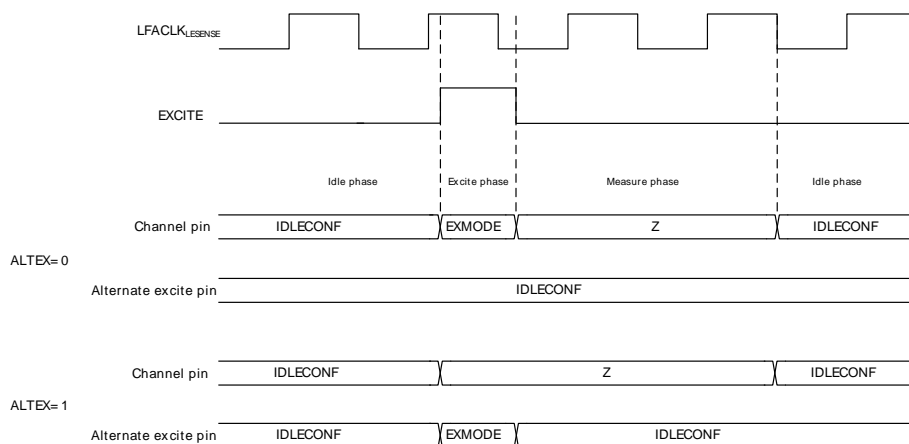 LFACLK_LESENSE
EXCITE
Idle phase Excite phase Measure phase Idle phase
Channel pin IDLECONF EXMODE Z IDLECONF
ALTEX= 0
Alternate excite pin IDLECONF
Channel pin IDLECONF Z IDLECONF
ALTEX= 1
Alternate excite pin IDLECONF EXMODE IDLECONF